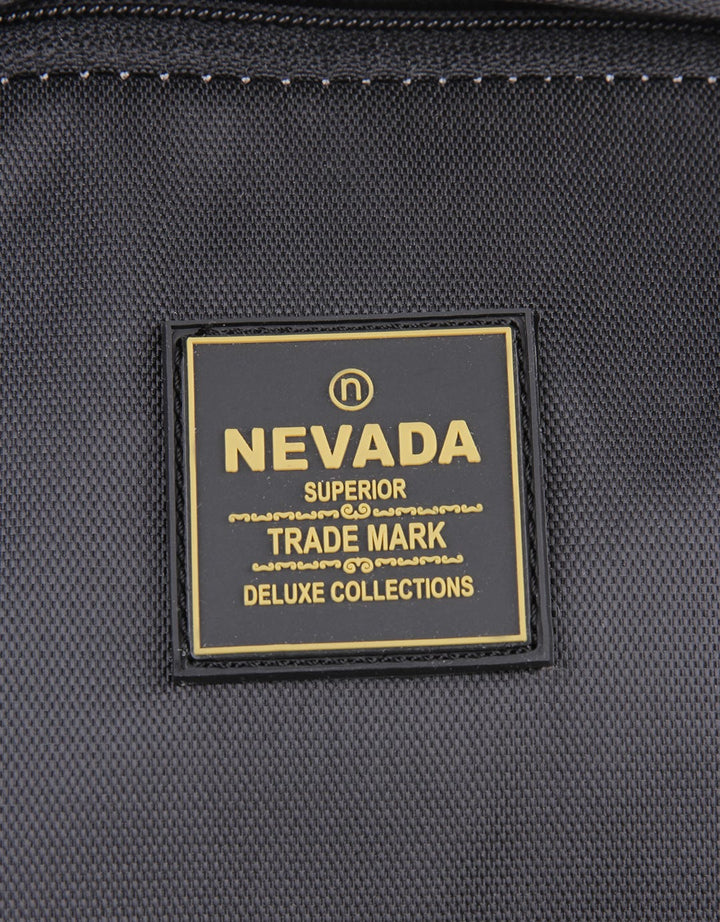 n
NEVADA
SUPERIOR
TRADE MARK
DELUXE COLLECTIONS